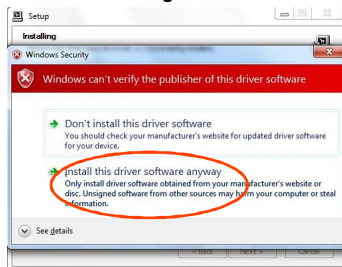 Setup
Installing
Windows Security
Windows can't verify the publisher of this driver software
Don't install this driver software
You should check your manufacturer's website for updated driver software
for your device.
Install this driver software anyway
Only install driver software obtained from your manufacturer's website or
disc. Unsigned software from other sources may harm your computer or steal
information.
See details
< Back Next > Cancel